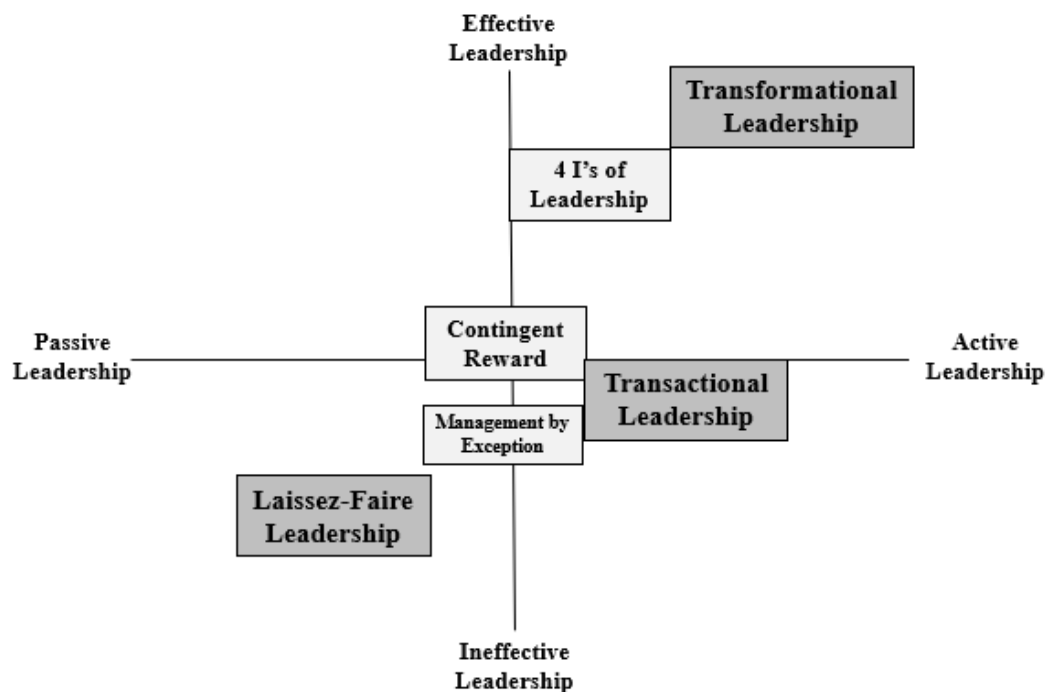 Effective
Leadership
Transformational
Leadership
4 I's of
Leadership
Contingent
Reward
Passive
Leadership
Active
Leadership
Transactional
Leadership
Management by
Exception
Laissez-Faire
Leadership
Ineffective
Leadership